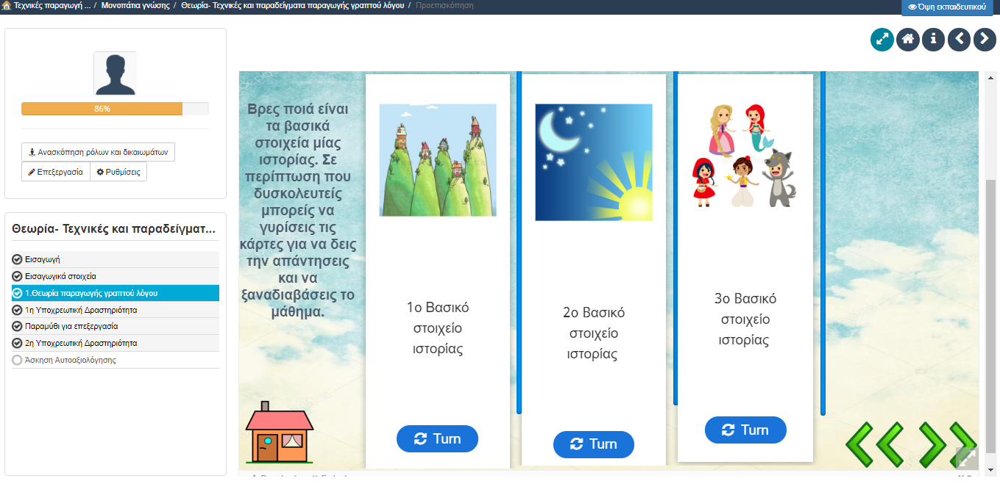 Τεχνικές παραγωγή ... / Μονοπάτια γνώσης / Θεωρία- Τεχνικές και παραδείγματα παραγωγής γραπτού λόγου / Προεπισκόπηση
Όψη εκπαιδευτικού
86%
Ανασκόπηση ρόλων και δικαιωμάτων
Επεξεργασία
Ρυθμίσεις
Θεωρία- Τεχνικές και παραδείγματ...
Εισαγωγή
Εισαγωγικά στοιχεία
1.Θεωρία παραγωγής γραπτού λόγου
1η Υποχρεωτική Δραστηριότητα
Παραμύθι για επεξεργασία
2η Υποχρεωτική Δραστηριότητα
Άσκηση Αυτοαξιολόγησης
Βρες ποιά είναι
τα βασικά
στοιχεία μίας
ιστορίας. Σε
περίπτωση που
δυσκολευτείς
μπορείς να
γυρίσεις τις
κάρτες για να δεις
την απάντησεις
και να
ξαναδιαβάσεις το
μάθημα.
1ο Βασικό
στοιχείο
ιστορίας
Turn
2ο Βασικό
στοιχείο
ιστορίας
Turn
3ο Βασικό
στοιχείο
ιστορίας
Turn